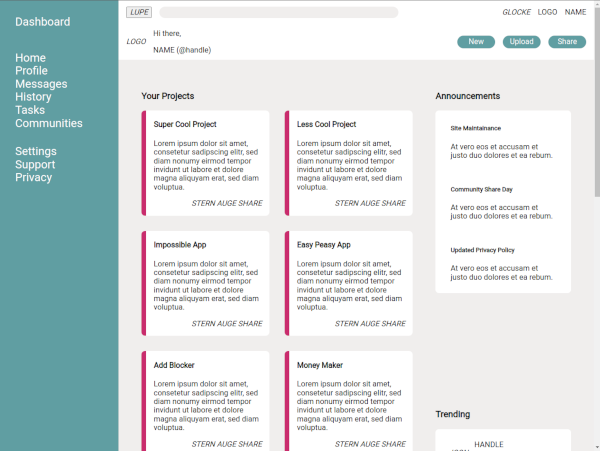 Dashboard
Home
Profile
Messages
History
Tasks
Communities
Settings
Support
Privacy
LUPE
GLOCKE LOGO NAME
LOGO
Hi there,
NAME (@handle)
New Upload Share
Your Projects
Super Cool Project
Lorem ipsum dolor sit amet,
consetetur sadipscing elitr, sed
diam nonumy eirmod tempor
invidunt ut labore et dolore
magna aliquyam erat, sed diam
voluptua.
STERN AUGE SHARE
Less Cool Project
Lorem ipsum dolor sit amet,
consetetur sadipscing elitr, sed
diam nonumy eirmod tempor
invidunt ut labore et dolore
magna aliquyam erat, sed diam
voluptua.
STERN AUGE SHARE
Impossible App
Lorem ipsum dolor sit amet,
consetetur sadipscing elitr, sed
diam nonumy eirmod tempor
invidunt ut labore et dolore
magna aliquyam erat, sed diam
voluptua.
STERN AUGE SHARE
Easy Peasy App
Lorem ipsum dolor sit amet,
consetetur sadipscing elitr, sed
diam nonumy eirmod tempor
invidunt ut labore et dolore
magna aliquyam erat, sed diam
voluptua.
STERN AUGE SHARE
Add Blocker
Lorem ipsum dolor sit amet,
consetetur sadipscing elitr, sed
diam nonumy eirmod tempor
invidunt ut labore et dolore
magna aliquyam erat, sed diam
voluptua.
STERN AUGE SHARE
Money Maker
Lorem ipsum dolor sit amet,
consetetur sadipscing elitr, sed
diam nonumy eirmod tempor
invidunt ut labore et dolore
magna aliquyam erat, sed diam
voluptua.
STERN AUGE SHARE
Announcements
Site Maintainance
At vero eos et accusam et
justo duo dolores et ea rebum.
Community Share Day
At vero eos et accusam et
justo duo dolores et ea rebum.
Updated Privacy Policy
At vero eos et accusam et
justo duo dolores et ea rebum.
Trending
HANDLE